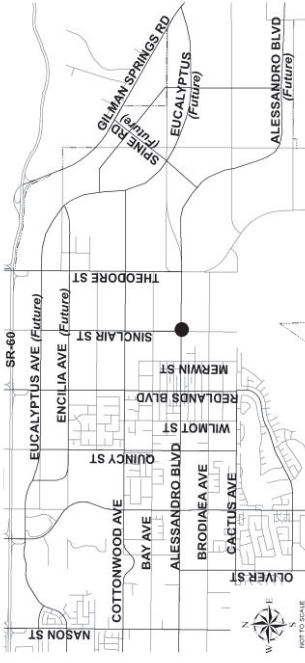 SR-60
EUCALYPTUS AVE (Future)
ENCILIA AVE (Future)
GILMAN SPRINGS RD
SPINE RD
(Future)
EUCALYPTUS
(Future)
ALESSANDRO BLVD
(Future)
THEODORE ST
SINCLAIR ST
MERWIN ST
REDLANDS BLVD
WILMOT ST
QUINCY ST
COTTONWOOD AVE
BAY AVE
ALESSANDRO BLVD
BRODIAEA AVE
CACTUS AVE
OLIVER ST
NASON ST
N
W
E
S
NOT TO SCALE